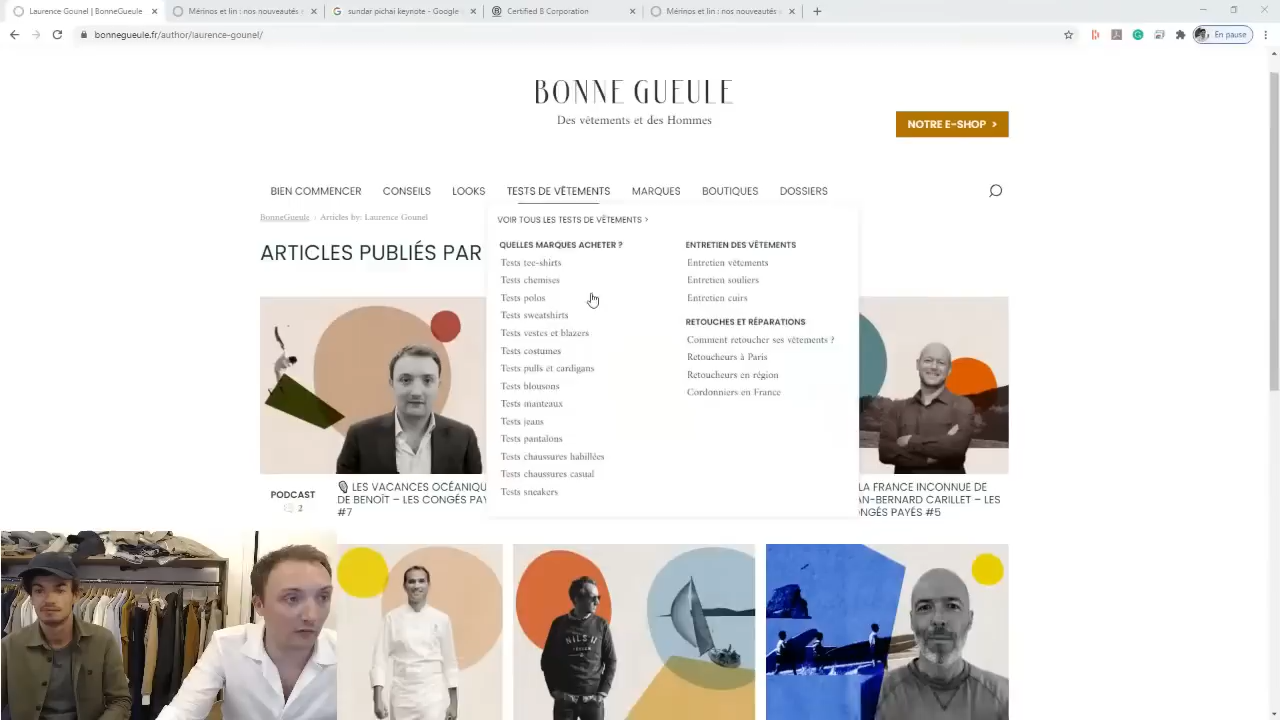 Laurence Gounel | BonneGueule
Mérinos et lin : nos nouveautés
sundar pichai keynote - Google
Certified B Corporation
Mérinos et lin : nos nouveautés
bonnegueule.fr/author/laurence-gounel/
En pause
BONNE GUEULE
Des vêtements et des Hommes
NOTRE E-SHOP >
BIEN COMMENCER
CONSEILS
LOOKS
TESTS DE VÊTEMENTS
MARQUES
BOUTIQUES
DOSSIERS
BonneGueule › Articles by: Laurence Gounel
ARTICLES PUBLIÉS PAR
VOIR TOUS LES TESTS DE VÊTEMENTS >
QUELLES MARQUES ACHETER ?
Tests tee-shirts
Tests chemises
Tests polos
Tests sweatshirts
Tests vestes et blazers
Tests costumes
Tests pulls et cardigans
Tests blousons
Tests manteaux
Tests jeans
Tests pantalons
Tests chaussures habillées
Tests chaussures casual
Tests sneakers
ENTRETIEN DES VÊTEMENTS
Entretien vêtements
Entretien souliers
Entretien cuirs
RETOUCHES ET RÉPARATIONS
Comment retoucher ses vêtements ?
Retoucheurs à Paris
Retoucheurs en région
Cordonniers en France
PODCAST
2
LES VACANCES OCÉANIQU
DE BENOÎT – LES CONGÉS PAY
#7
LA FRANCE INCONNUE DE
AN-BERNARD CARILLET – LES
NGÉS PAYÉS #5
NILS II